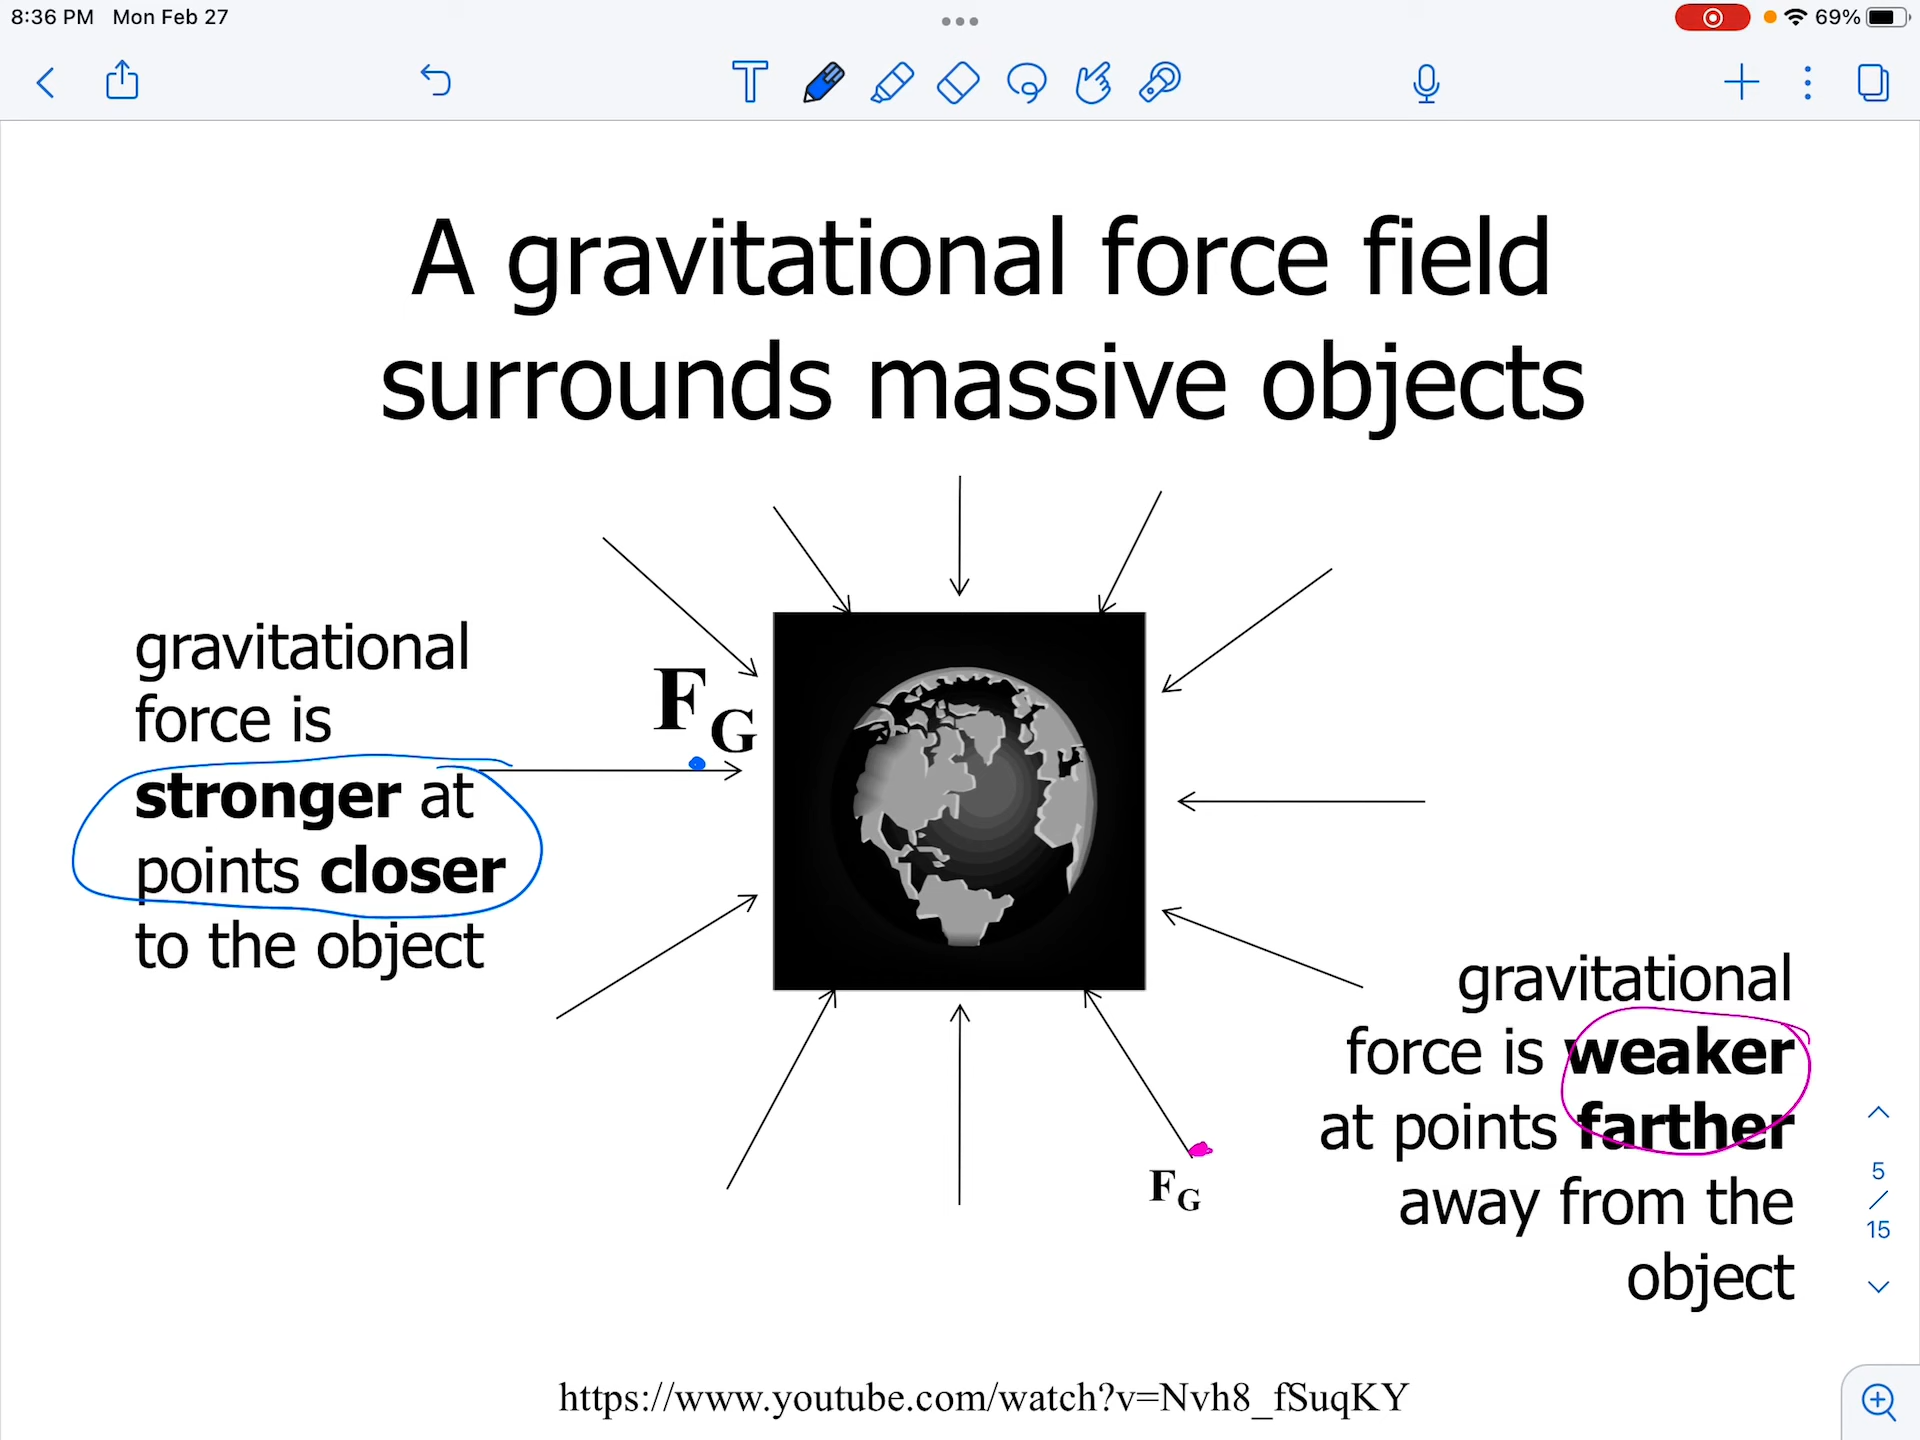 8:36 PM Mon Feb 27
69%
T
A gravitational force field
surrounds massive objects
gravitational
force is
stronger at
points closer
to the object
FG
gravitational
force is weaker
at points farther
away from the
object
FG
5
/
15
https://www.youtube.com/watch?v=Nvh8_fSuqKY